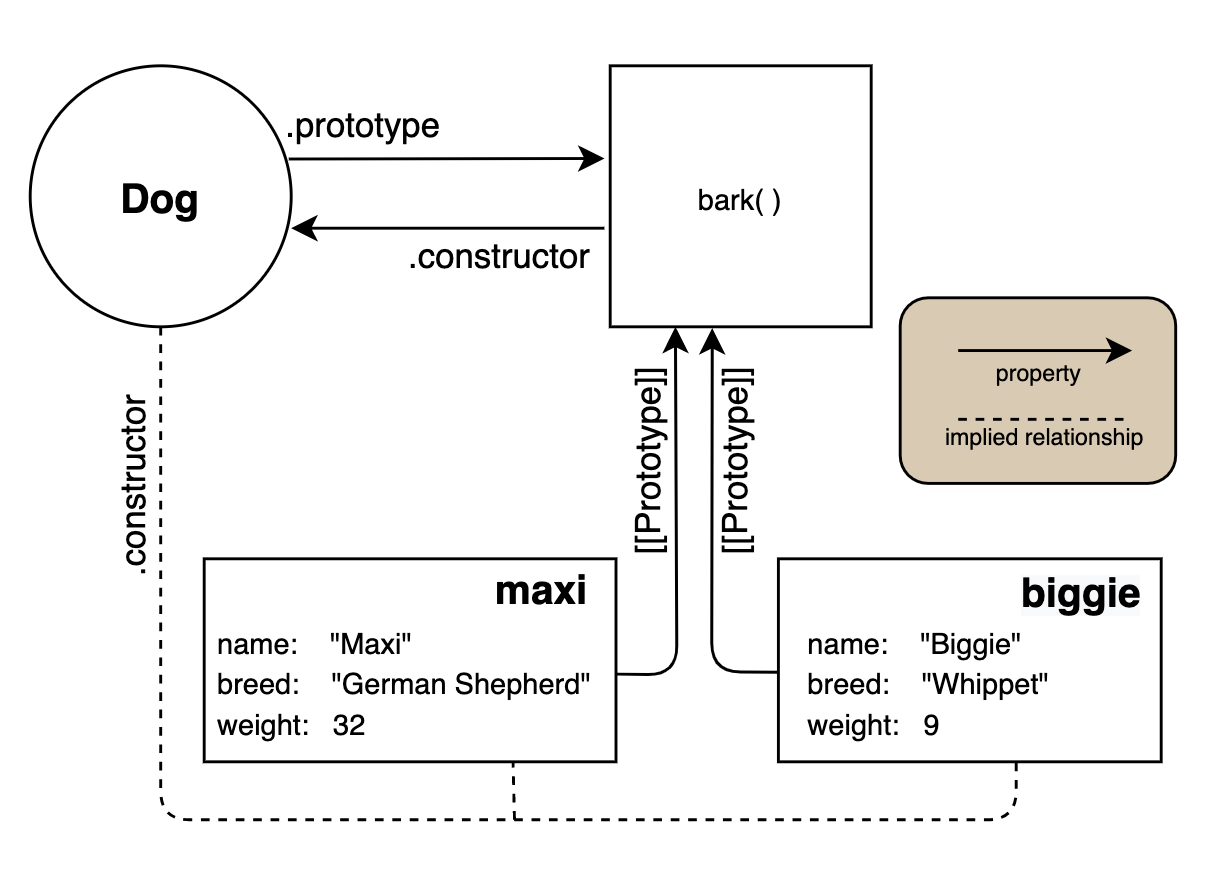 .prototype
Dog
bark( )
.constructor
property
implied relationship
[[Prototype]]
[[Prototype]]
.constructor
maxi
name: "Maxi"
breed: "German Shepherd"
weight: 32
biggie
name: "Biggie"
breed: "Whippet"
weight: 9